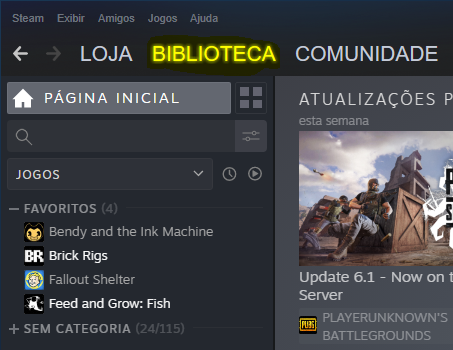 Steam Exibir Amigos Jogos Ajuda
LOJA BIBLIOTECA COMUNIDADE
PÁGINA INICIAL
JOGOS
FAVORITOS (4)
Bendy and the Ink Machine
BR Brick Rigs
Fallout Shelter
Feed and Grow: Fish
SEM CATEGORIA (24/115)
ATUALIZAÇÕES P
esta semana
Update 6.1 - Now on t
Server
PUBG PLAYERUNKNOWN'S
BATTLEGROUNDS